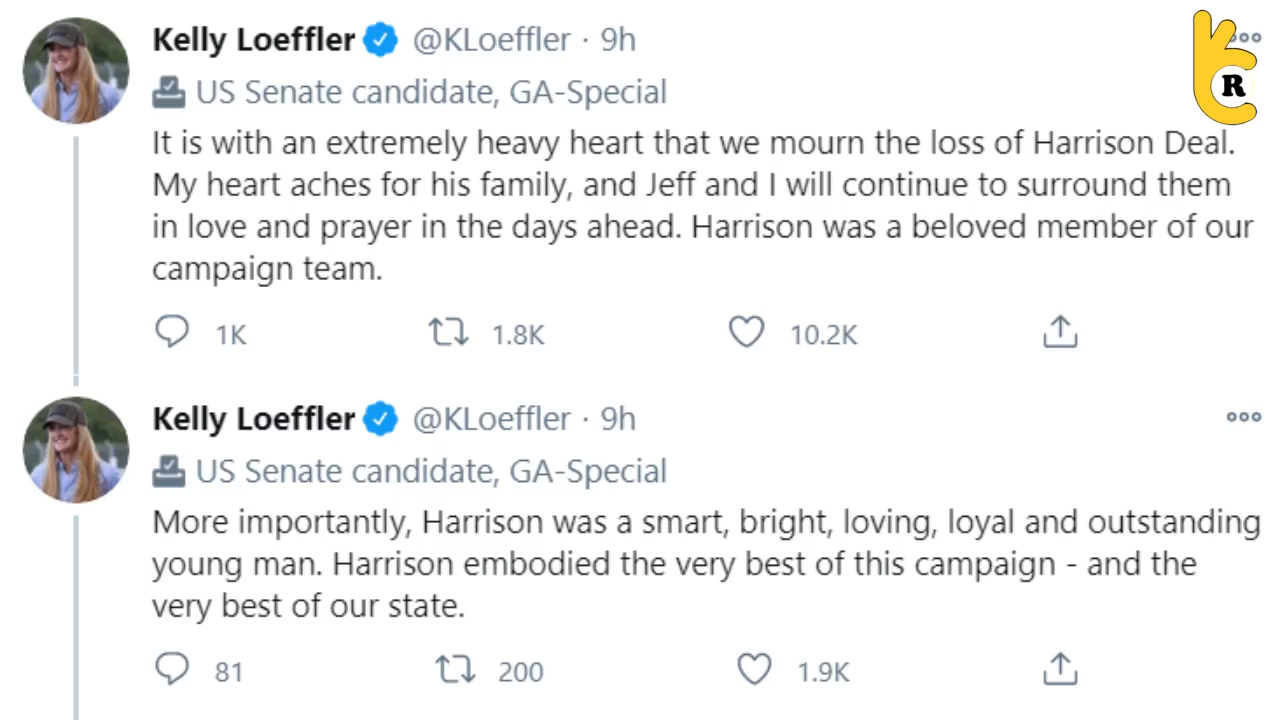 Kelly Loeffler @KLoeffler · 9h
R
US Senate candidate, GA-Special
It is with an extremely heavy heart that we mourn the loss of Harrison Deal.
My heart aches for his family, and Jeff and I will continue to surround them
in love and prayer in the days ahead. Harrison was a beloved member of our
campaign team.
1K 1.8K 10.2K
Kelly Loeffler @KLoeffler · 9h
US Senate candidate, GA-Special
More importantly, Harrison was a smart, bright, loving, loyal and outstanding
young man. Harrison embodied the very best of this campaign - and the
very best of our state.
81 200 1.9K